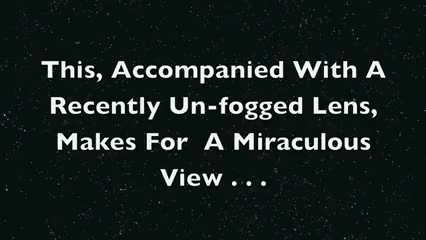 This, Accompanied With A
Recently Un-fogged Lens,
Makes For  A Miraculous
View . . .